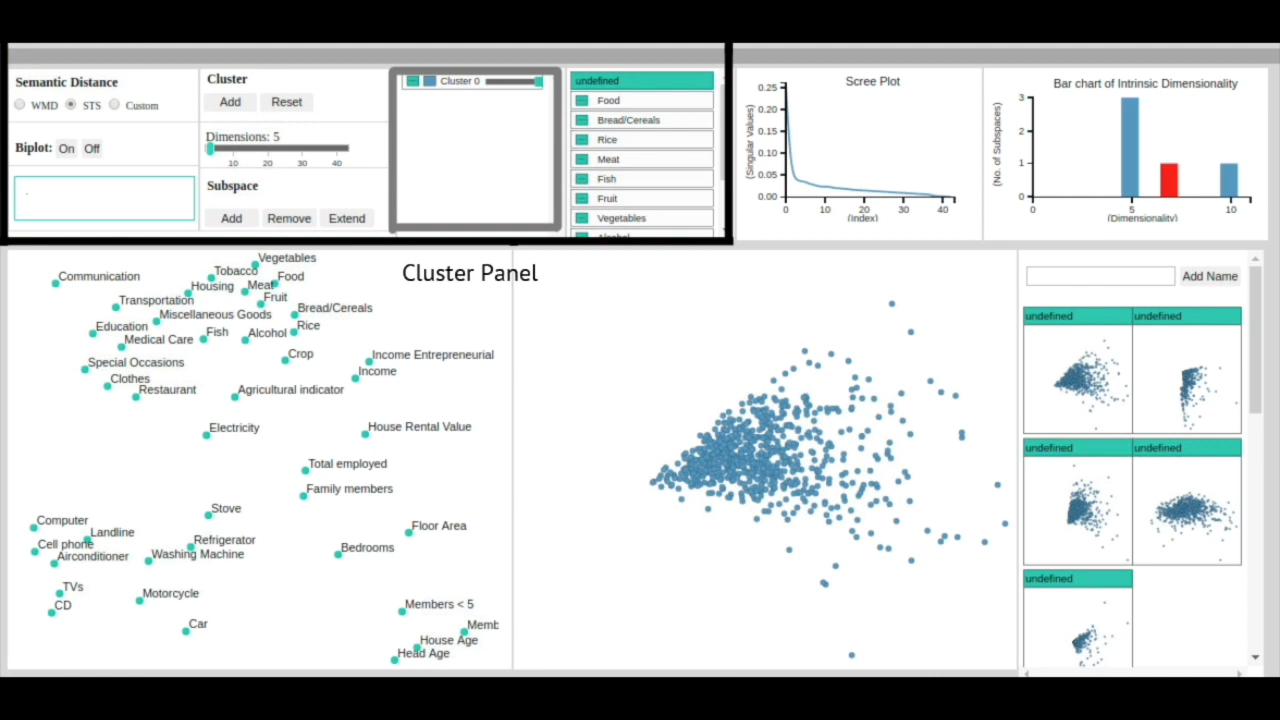 Semantic Distance
WMD STS Custom
Biplot: On Off
Cluster
Add Reset
Dimensions: 5
10 20 30 40
Subspace
Add Remove Extend
Cluster 0
undefined
Food
Bread/Cereals
Rice
Meat
Fish
Fruit
Vegetables
Alcohol
Scree Plot
(Singular Values)
0.25
0.20
0.15
0.10
0.05
0.00
0 10 20 30 40
(Index)
Bar chart of Intrinsic Dimensionality
(No. of Subspaces)
3
2
1
0
0 5 10
(Dimensionality)
Cluster Panel
Vegetables
Communication
Tobacco
Food
Housing
Meat
Transportation
Fruit
Miscellaneous Goods
Bread/Cereals
Education
Fish
Alcohol
Rice
Medical Care
Crop
Income Entrepreneurial
Special Occasions
Income
Clothes
Restaurant
Agricultural indicator
Electricity
House Rental Value
Total employed
Family members
Stove
Computer
Landline
Floor Area
Cell phone
Refrigerator
Airconditioner
Washing Machine
Bedrooms
TVs
Motorcycle
CD
Members < 5
Car
Memb
House Age
Head Age
Add Name
undefined undefined
undefined undefined
undefined